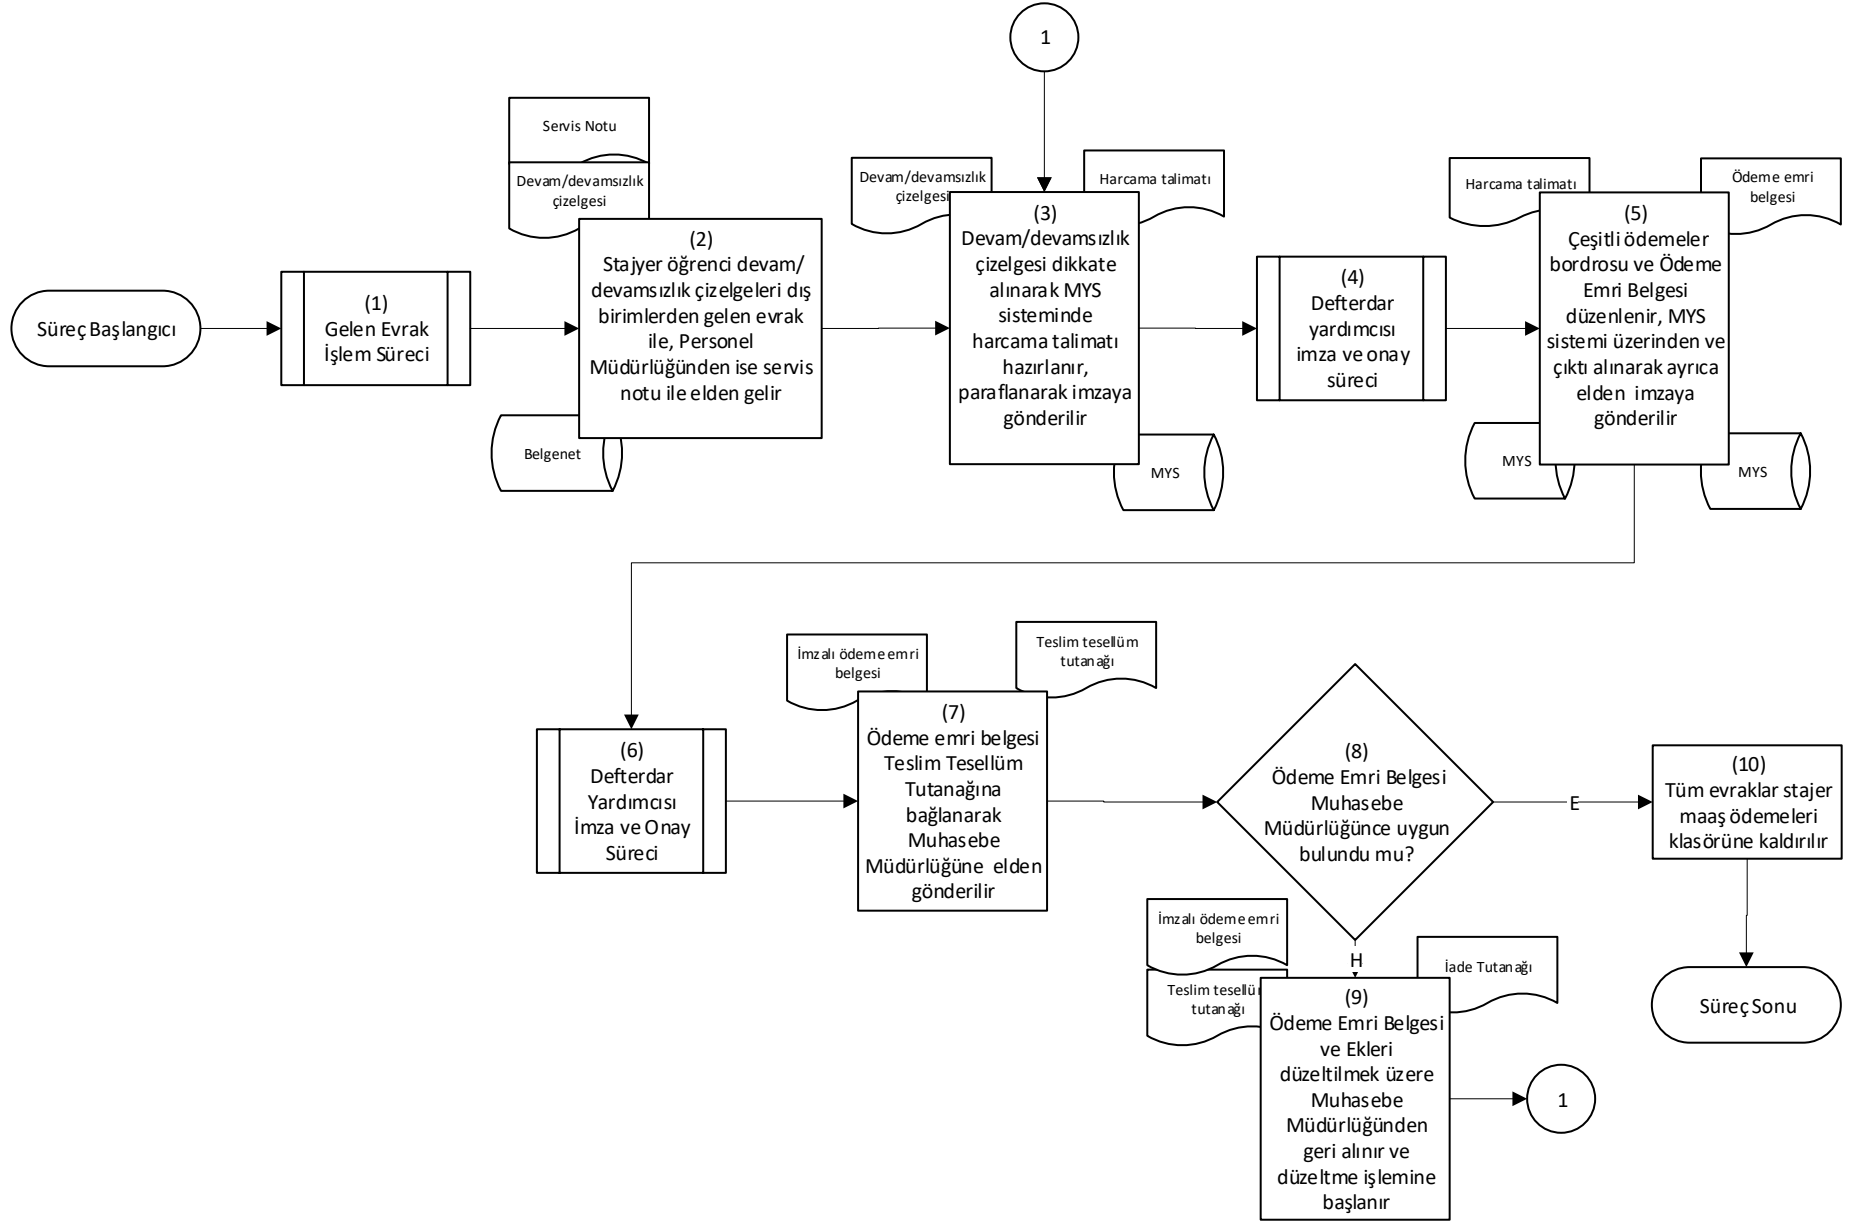 1
Servis Notu
Devam/devamsızlık
çizelgesi
Devam/devamsızlık
çizelgesi
Harcama talimatı
Harcama talimatı
Ödeme emri
belgesi
Süreç Başlangıcı
(1)
Gelen Evrak
İşlem Süreci
(2)
Stajyer öğrenci devam/
devamsızlık çizelgeleri dış
birimlerden gelen evrak
ile, Personel
Müdürlüğünden ise servis
notu ile elden gelir
Belgenet
(3)
Devam/devamsızlık
çizelgesi dikkate
alınarak MYS
sisteminde
harcama talimatı
hazırlanır,
paraflanarak imzaya
gönderilir
MYS
(4)
Defterdar
yardımcısı
imza ve onay
süreci
(5)
Çeşitli ödemeler
bordrosu ve Ödeme
Emri Belgesi
düzenlenir, MYS
sistemi üzerinden ve
çıktı alınarak ayrıca
elden imzaya
gönderilir
MYS
MYS
(6)
Defterdar
Yardımcısı
İmza ve Onay
Süreci
İmzalı ödeme emri
belgesi
Teslim tesellüm
tutanağı
(7)
Ödeme emri belgesi
Teslim Tesellüm
Tutanağına
bağlanarak
Muhasebe
Müdürlüğüne elden
gönderilir
(8)
Ödeme Emri Belgesi
Muhasebe
Müdürlüğünce uygun
bulundu mu?
E
(10)
Tüm evraklar stajer
maaş ödemeleri
klasörüne kaldırılır
Süreç Sonu
H
İmzalı ödeme emri
belgesi
Teslim tesellü
tutanağı
İade Tutanağı
(9)
Ödeme Emri Belgesi
ve Ekleri
düzeltilmek üzere
Muhasebe
Müdürlüğünden
geri alınır ve
düzeltme işlemine
başlanır
1